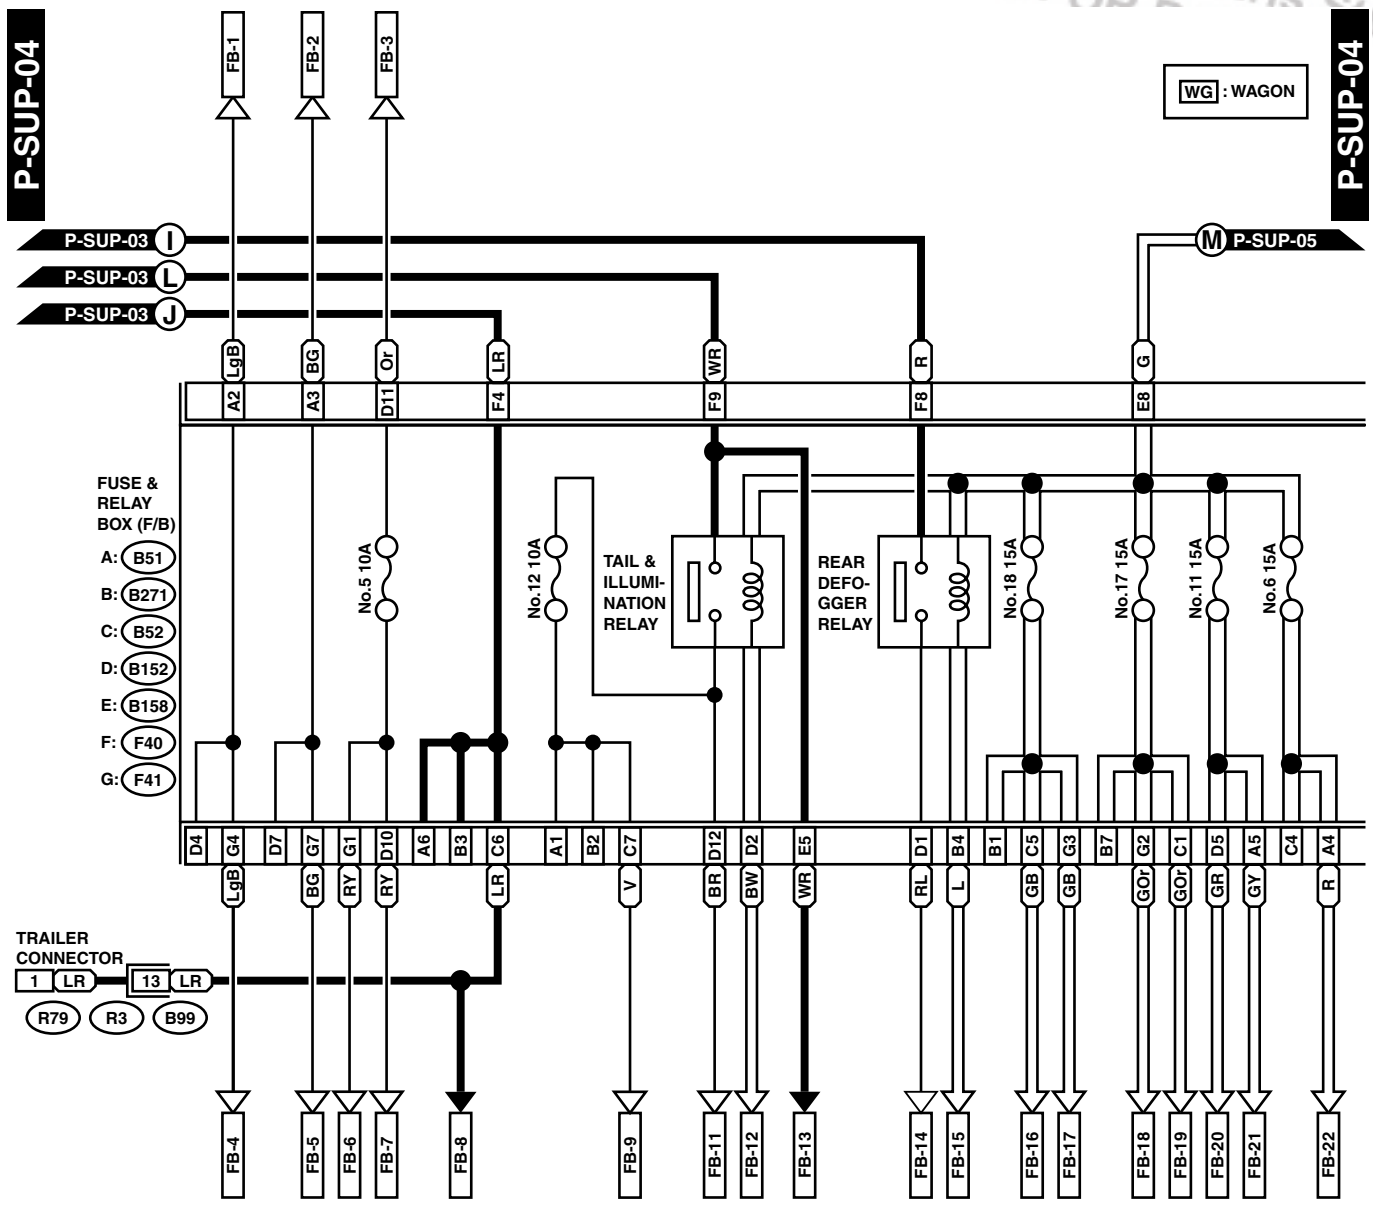 P-SUP-04
P-SUP-04
FB-1
FB-2
FB-3
WG : WAGON
P-SUP-03 I
P-SUP-03 L
P-SUP-03 J
M P-SUP-05
LgB
BG
Or
LR
WR
R
G
A2
A3
D11
F4
F9
F8
E8
FUSE &
RELAY
BOX (F/B)
A: B51
B: B271
C: B52
D: B152
E: B158
F: F40
G: F41
No.5 10A
No.12 10A
TAIL &
ILLUMI-
NATION
RELAY
REAR
DEFO-
GGER
RELAY
No.18 15A
No.17 15A
No.11 15A
No.6 15A
D4
G4
D7
G7
G1
D10
A6
B3
C6
A1
B2
C7
D12
D2
E5
D1
B4
B1
C5
G3
B7
G2
C1
D5
A5
C4
A4
LgB
BG
RY
RY
LR
V
BR
BW
WR
RL
L
GB
GB
GOr
GOr
GR
GY
R
TRAILER
CONNECTOR
1 LR 13 LR
R79 R3 B99
FB-4
FB-5
FB-6
FB-7
FB-8
FB-9
FB-11
FB-12
FB-13
FB-14
FB-15
FB-16
FB-17
FB-18
FB-19
FB-20
FB-21
FB-22